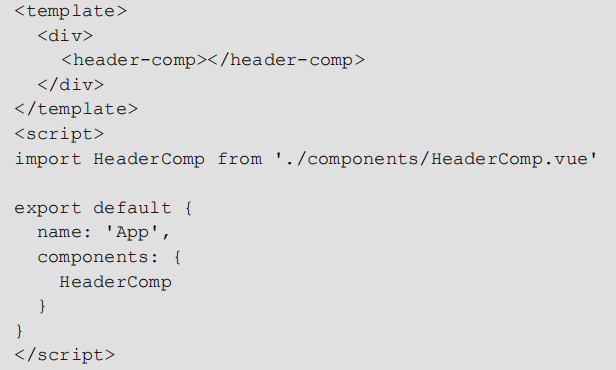 <template>
  <div>
    <header-comp></header-comp>
  </div>
</template>
<script>
import HeaderComp from './components/HeaderComp.vue'

export default {
  name: 'App',
  components: {
    HeaderComp
  }
}
</script>